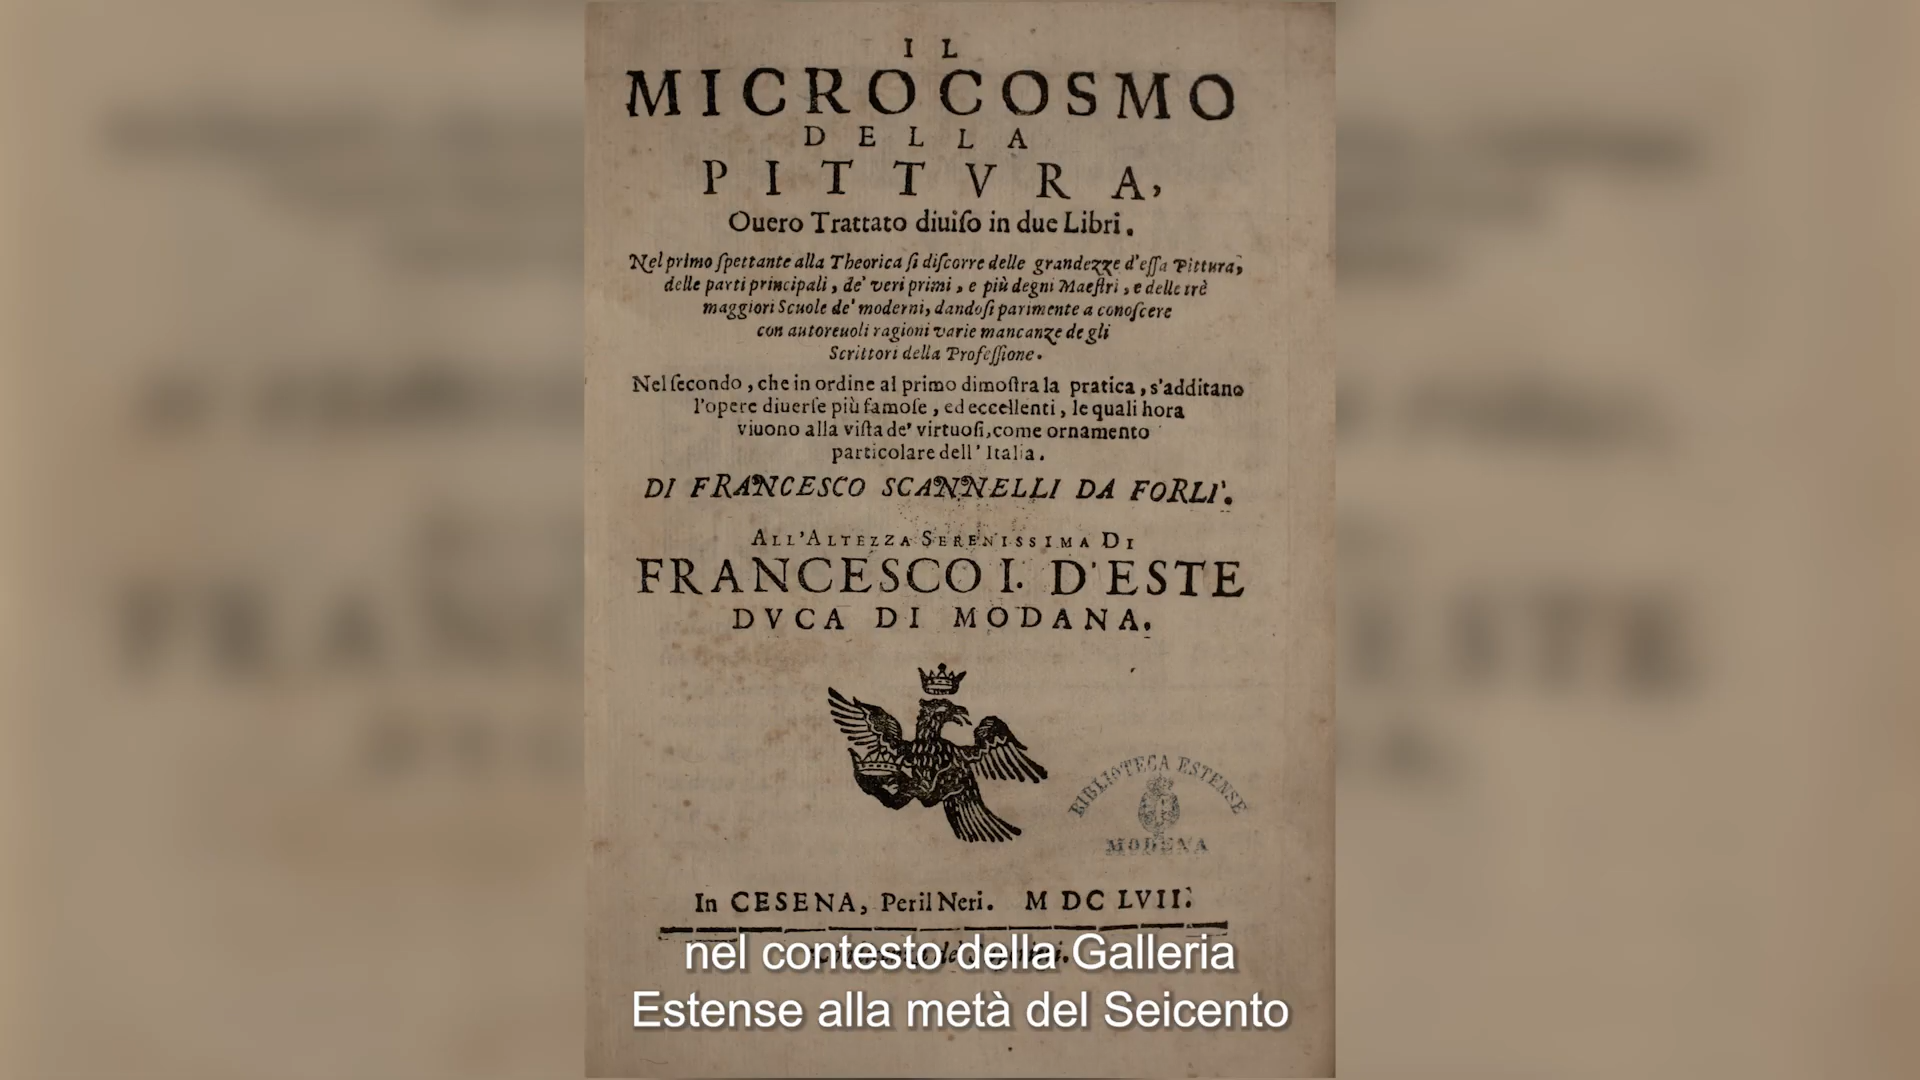 IL
MICROCOSMO
DELLA
PITTVRA,
Ouero Trattato diuiſo in due Libri.
Nel primo ſpettante alla Theorica ſi diſcorre delle grandezze d'eſſa Pittura,
delle parti principali, de' veri primi, e più degni Maeſtri, e delle trè
maggiori Scuole de' moderni, dandoſi parimente a conoſcere
con autoreuoli ragioni varie mancanze de gli
Scrittori della Profeſſione.
Nel ſecondo, che in ordine al primo dimoſtra la pratica, s'additano
l'opere diuerſe più famoſe, ed eccellenti, le quali hora
viuono alla viſta de' virtuoſi, come ornamento
particolare dell' Italia.
DI FRANCESCO SCANNELLI DA FORLI'.
ALL'ALTEZZA SERENISSIMA DI
FRANCESCO I. D'ESTE
DVCA DI MODANA.
BIBLIOTECA ESTENSE
MODENA
In CESENA, Per il Neri. M DC LVII.
nel contesto della Galleria
Estense alla metà del Seicento